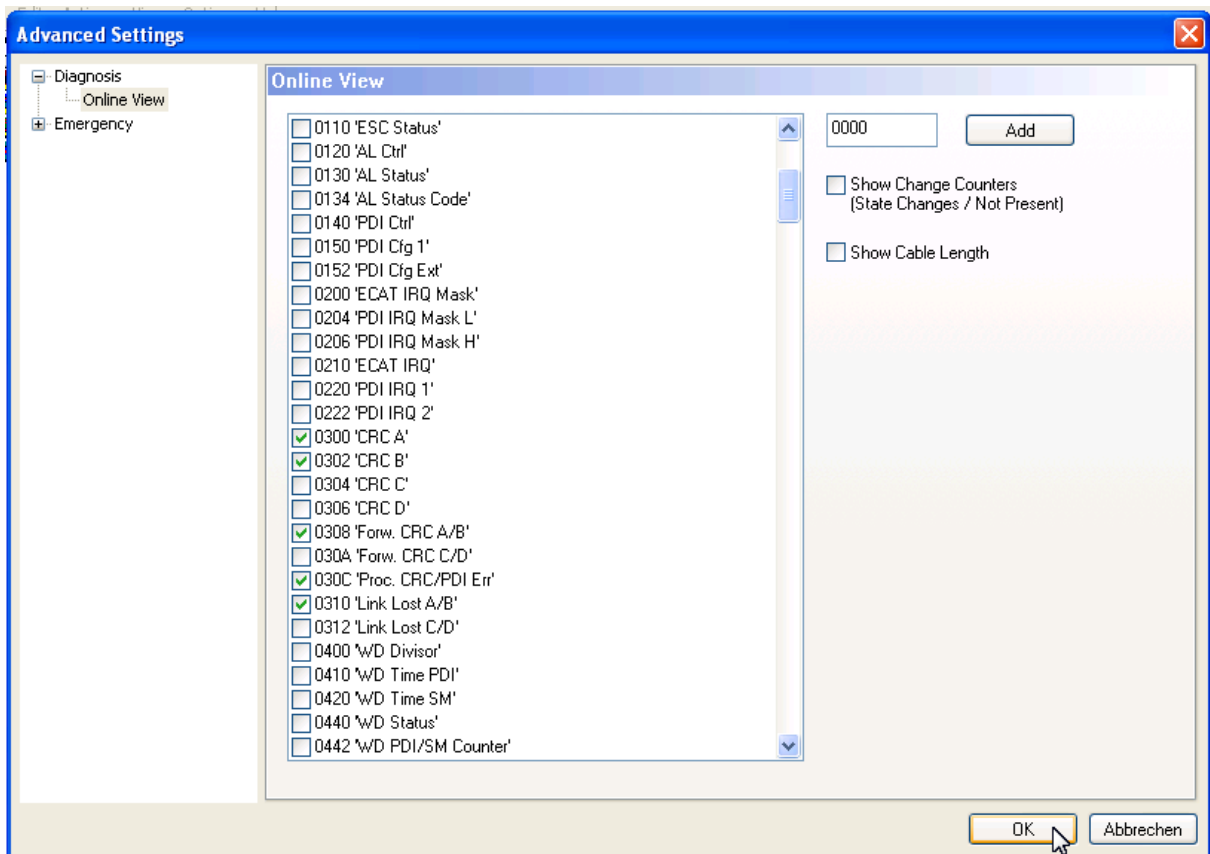 Advanced Settings
Diagnosis
Online View
Emergency
Online View
0110 'ESC Status'
0120 'AL Ctrl'
0130 'AL Status'
0134 'AL Status Code'
0140 'PDI Ctrl'
0150 'PDI Cfg 1'
0152 'PDI Cfg Ext'
0200 'ECAT IRQ Mask'
0204 'PDI IRQ Mask L'
0206 'PDI IRQ Mask H'
0210 'ECAT IRQ'
0220 'PDI IRQ 1'
0222 'PDI IRQ 2'
0300 'CRC A'
0302 'CRC B'
0304 'CRC C'
0306 'CRC D'
0308 'Forw. CRC A/B'
030A 'Forw. CRC C/D'
030C 'Proc. CRC/PDI Err'
0310 'Link Lost A/B'
0312 'Link Lost C/D'
0400 'WD Divisor'
0410 'WD Time PDI'
0420 'WD Time SM'
0440 'WD Status'
0442 'WD PDI/SM Counter'
0000
Add
Show Change Counters
(State Changes / Not Present)
Show Cable Length
OK
Abbrechen